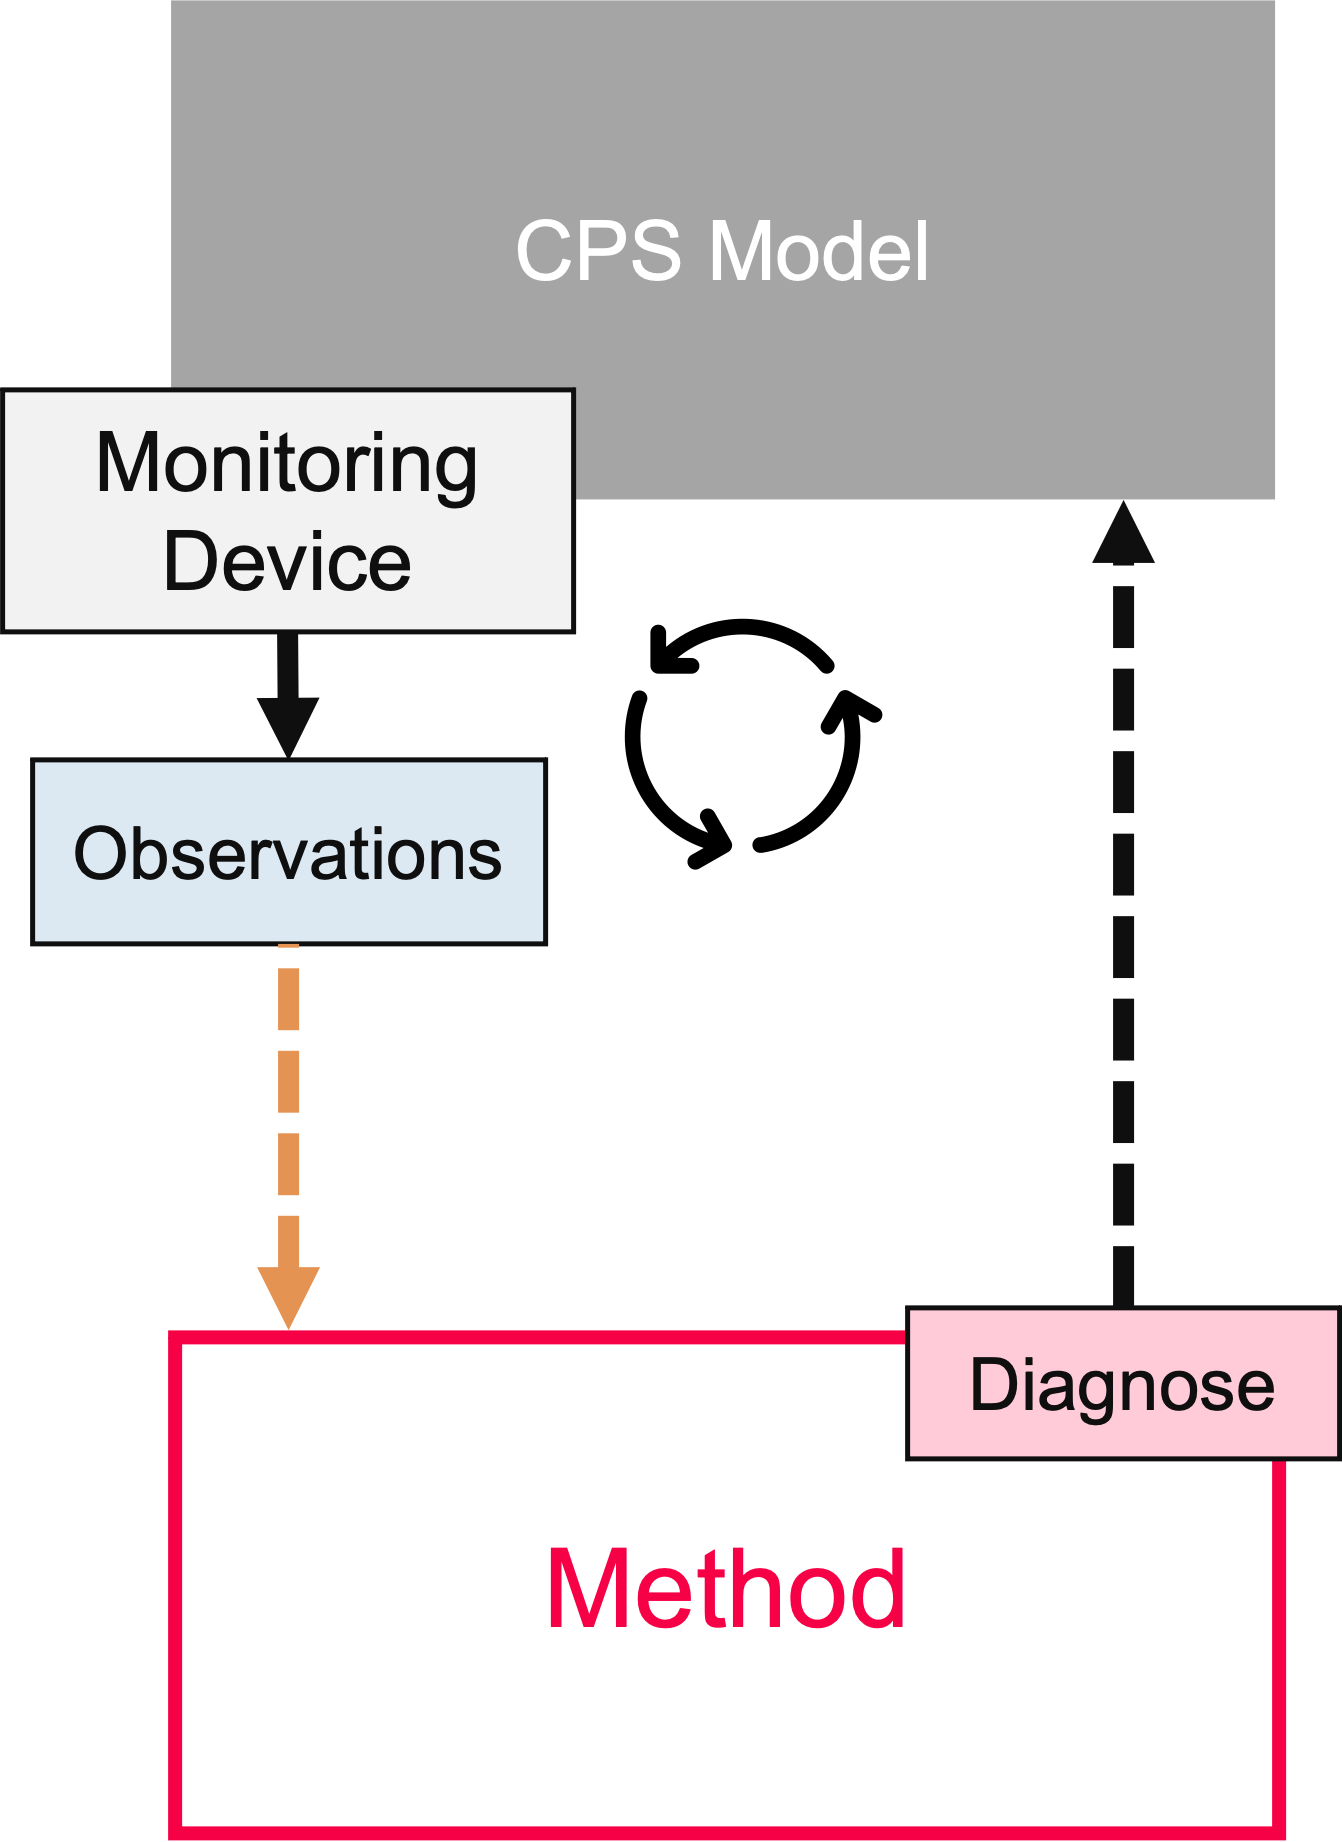 CPS Model
Monitoring
Device
Observations
Diagnose
Method